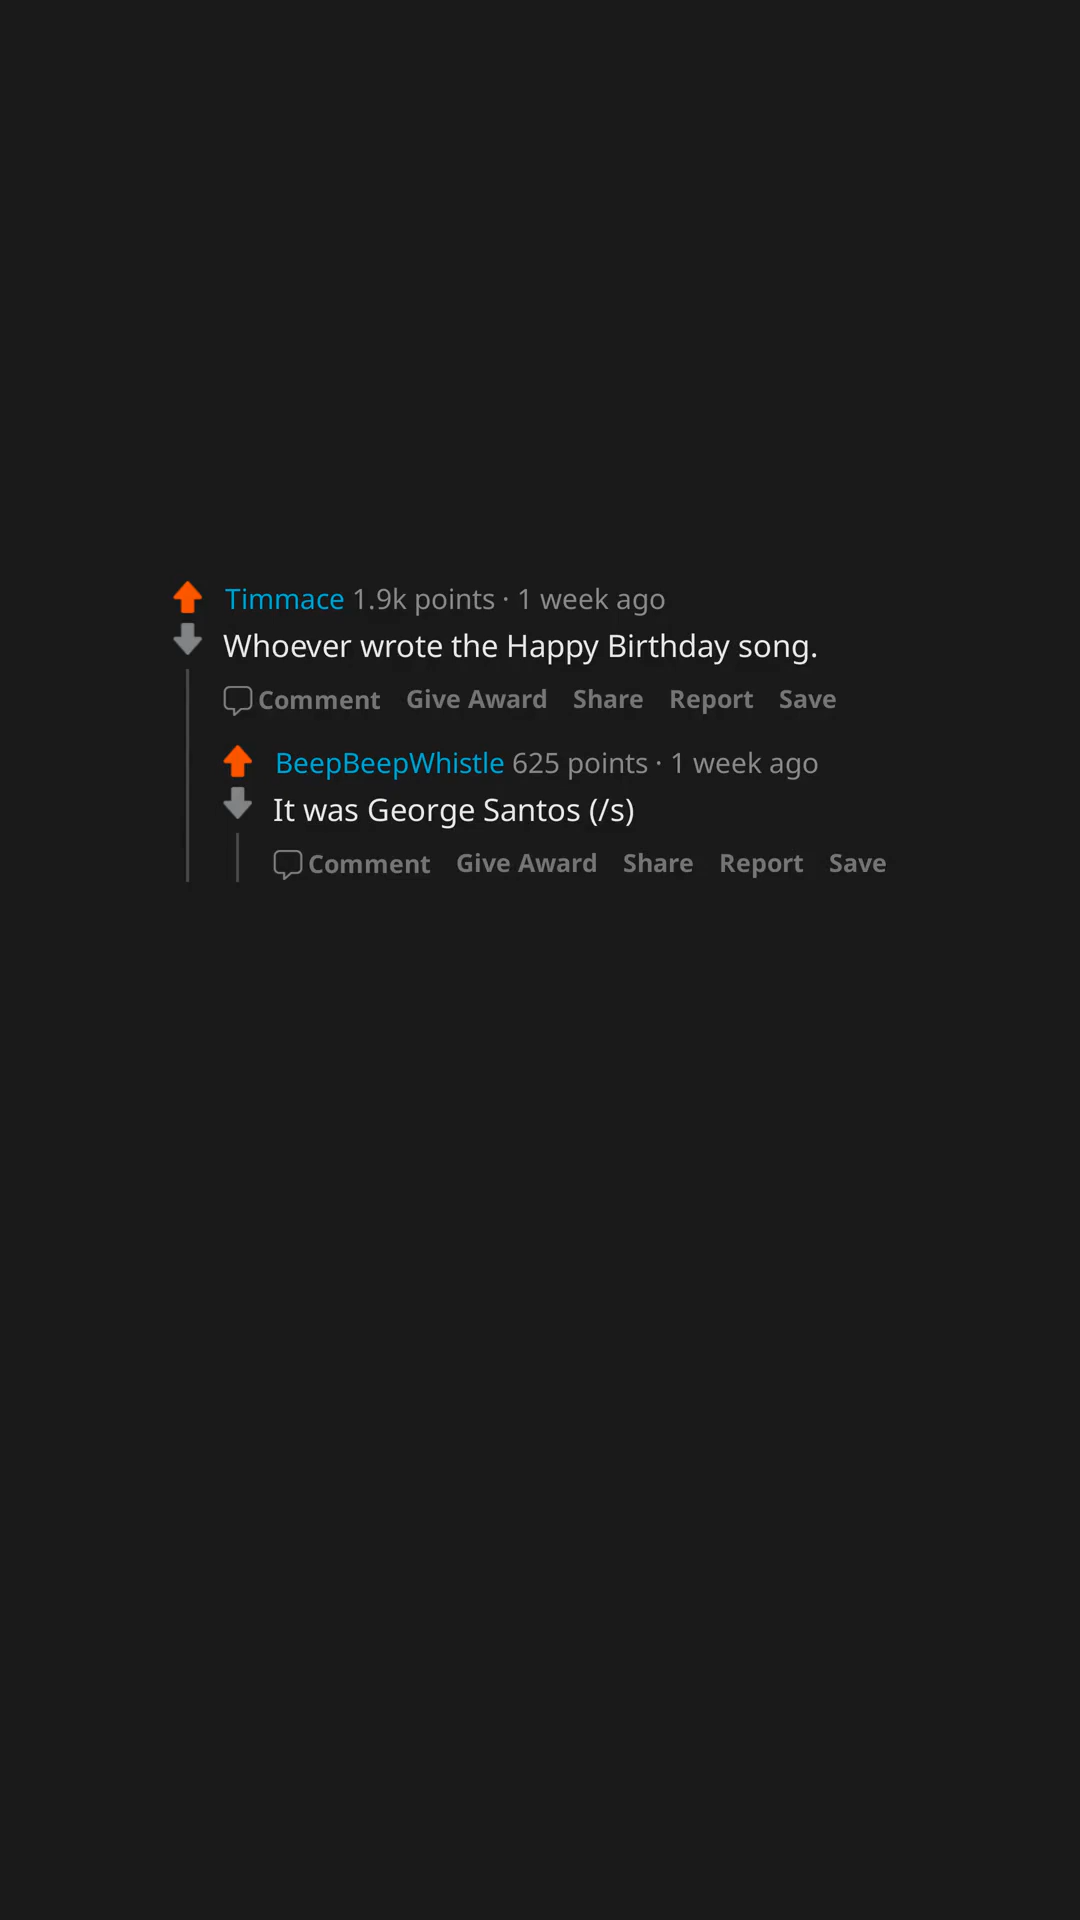 Timmace 1.9k points · 1 week ago
Whoever wrote the Happy Birthday song.
Comment Give Award Share Report Save
BeepBeepWhistle 625 points · 1 week ago
It was George Santos (/s)
Comment Give Award Share Report Save